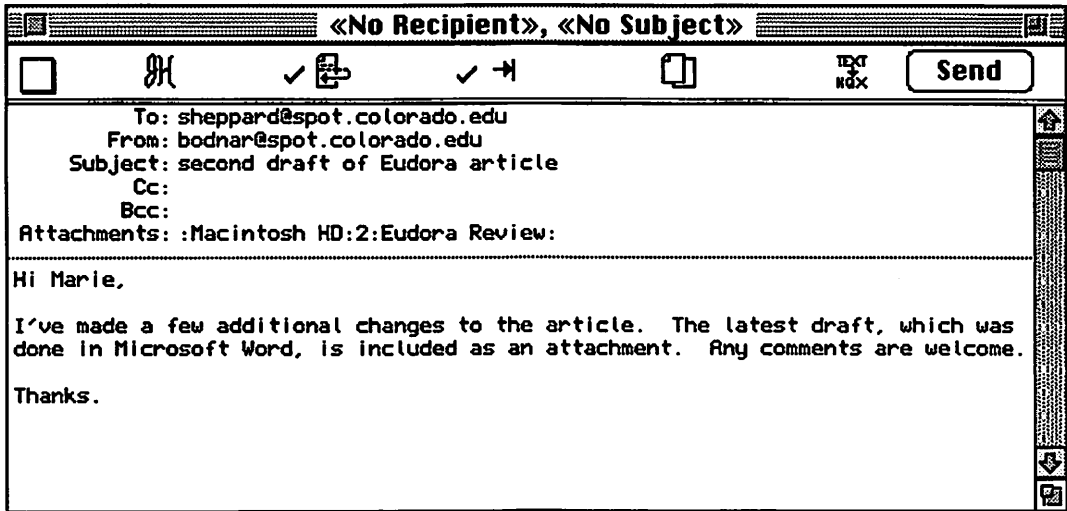 «No Recipient», «No Subject»
TEXT
Send
To: sheppard@spot.colorado.edu
From: bodnar@spot.colorado.edu
Subject: second draft of Eudora article
Cc:
Bcc:
Attachments: :Macintosh HD:2:Eudora Review:
Hi Marie,
I've made a few additional changes to the article. The latest draft, which was
done in Microsoft Word, is included as an attachment. Any comments are welcome.
Thanks.